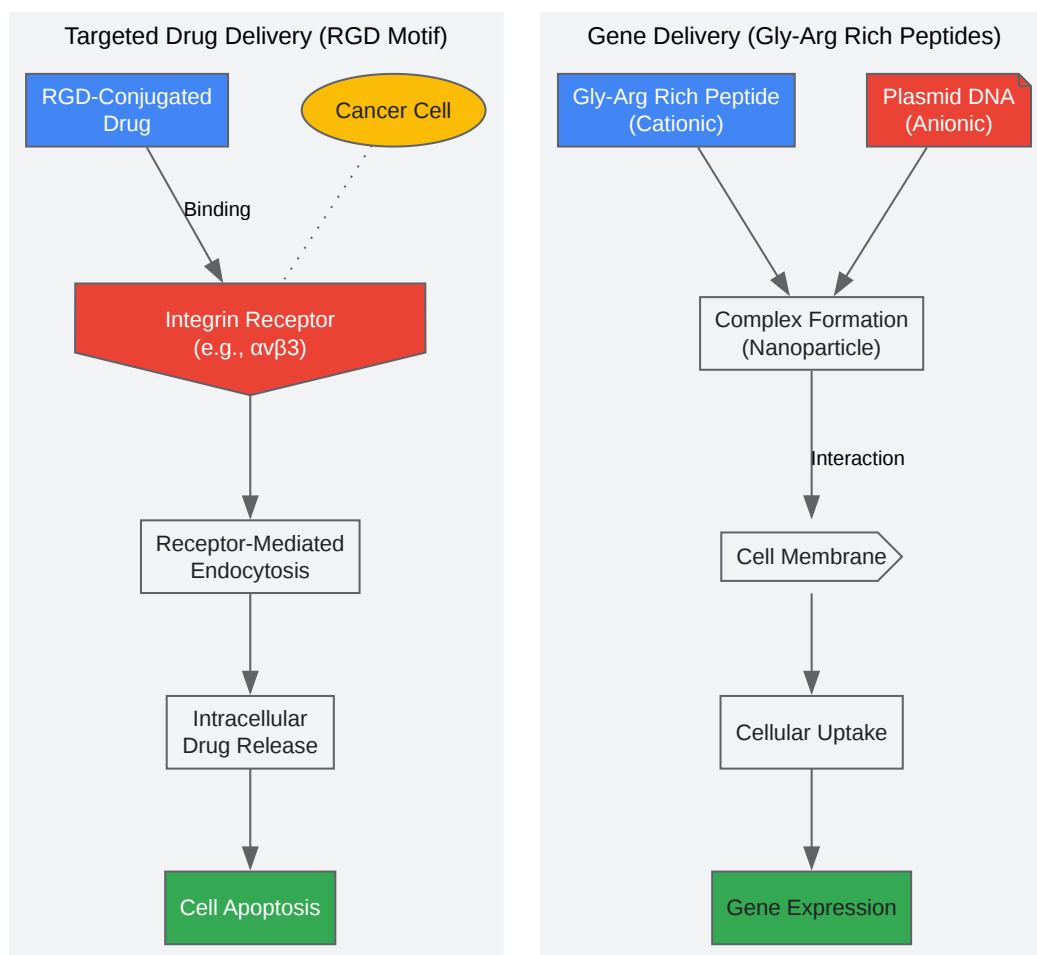 Targeted Drug Delivery (RGD Motif)
RGD-Conjugated
Drug
Cancer Cell
Binding
Integrin Receptor
(e.g., αvβ3)
Receptor-Mediated
Endocytosis
Intracellular
Drug Release
Cell Apoptosis
Gene Delivery (Gly-Arg Rich Peptides)
Gly-Arg Rich Peptide
(Cationic)
Plasmid DNA
(Anionic)
Complex Formation
(Nanoparticle)
Interaction
Cell Membrane
Cellular Uptake
Gene Expression